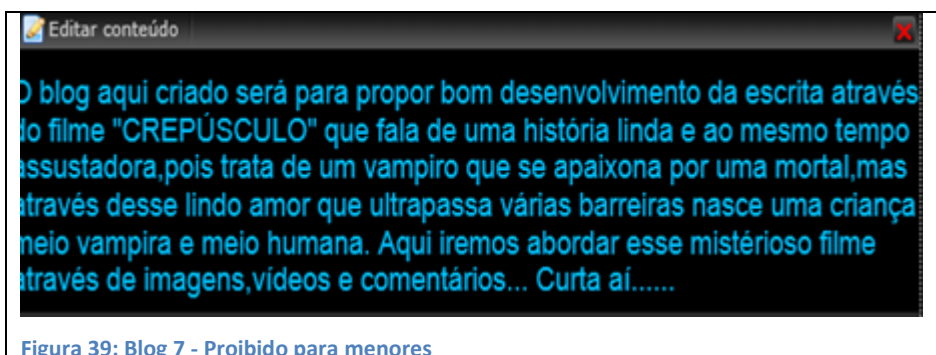 Editar conteúdo
O blog aqui criado será para propor bom desenvolvimento da escrita através
do filme "CREPÚSCULO" que fala de uma história linda e ao mesmo tempo
assustadora,pois trata de um vampiro que se apaixona por uma mortal,mas
através desse lindo amor que ultrapassa várias barreiras nasce uma criança
meio vampira e meio humana. Aqui iremos abordar esse mistérioso filme
através de imagens,vídeos e comentários... Curta aí......
Figura 39: Blog 7 - Proibido para menores